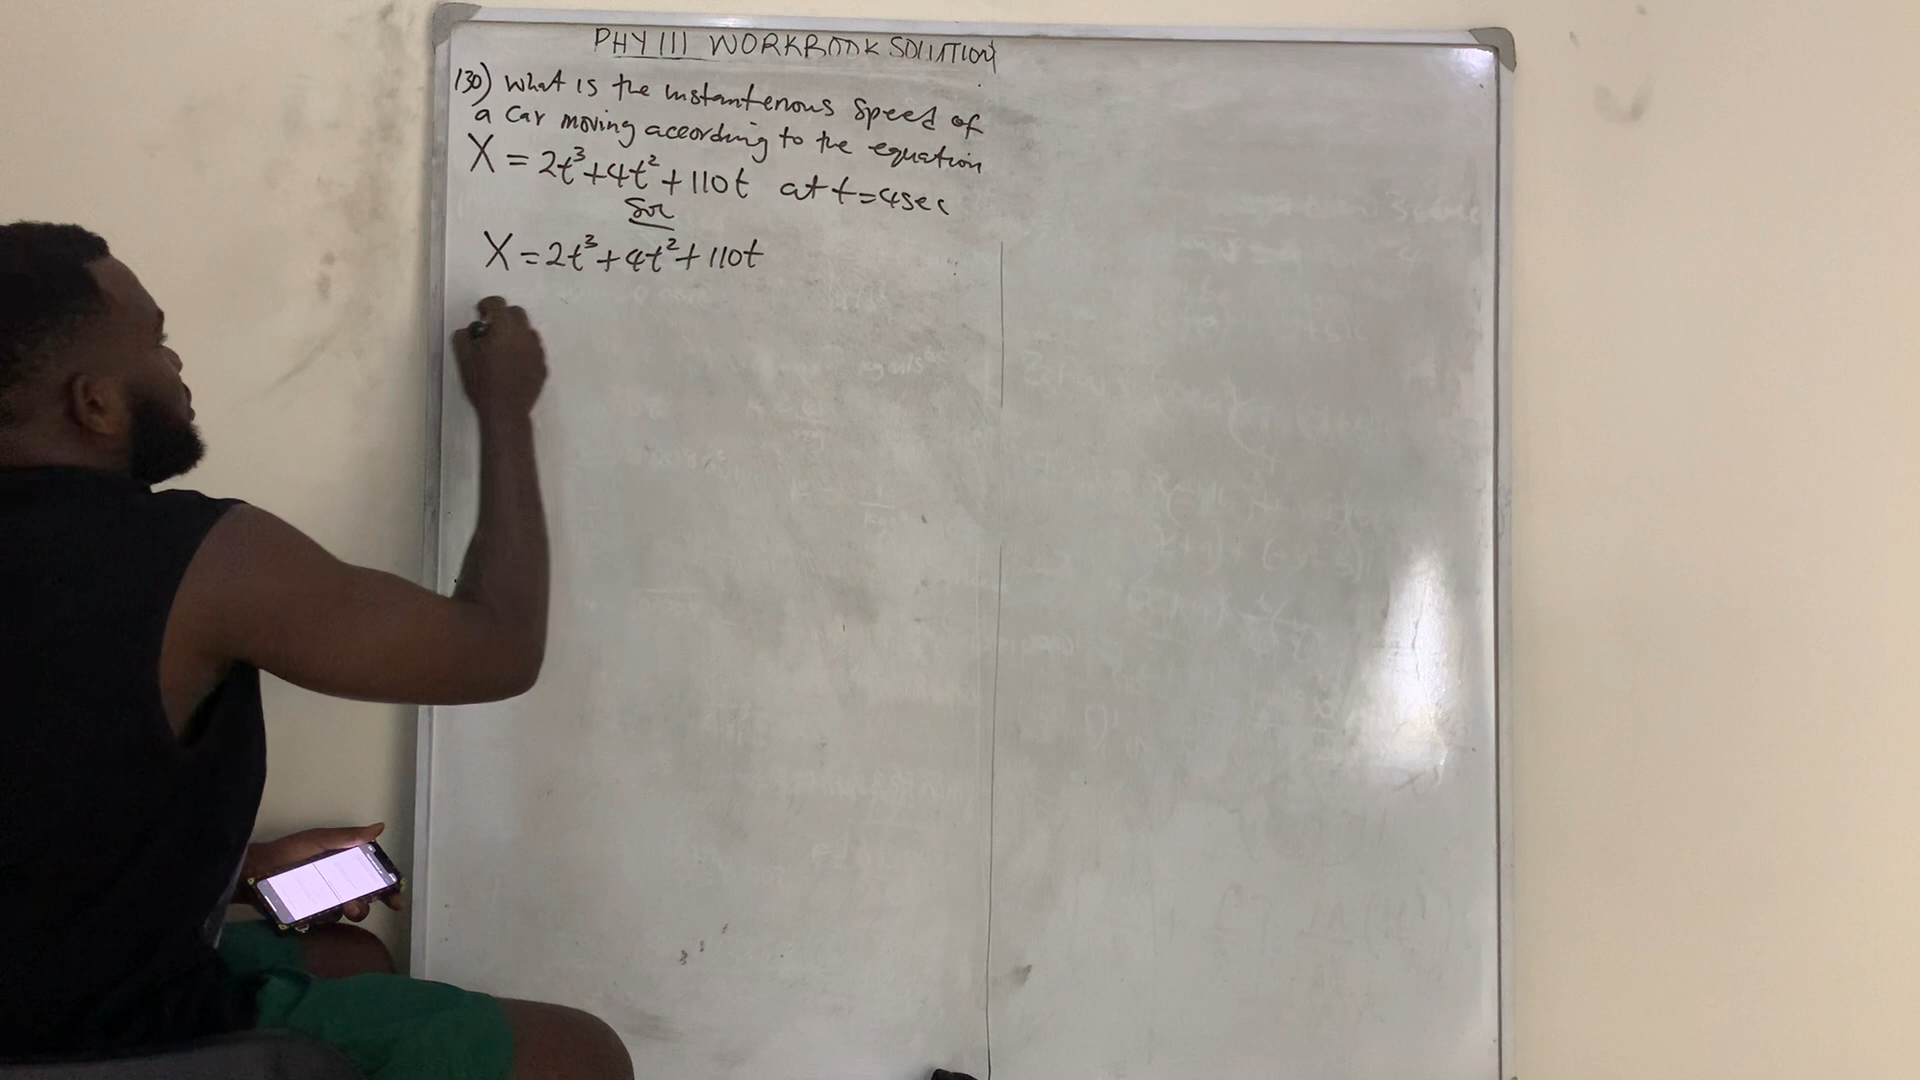 PHY 111 WORKBOOK SOLUTION
130) What is the instantenous Speed of
a Car moving according to the equation
X = 2t³+4t²+110t at t=4sec
Sol
X = 2t³+4t²+110t